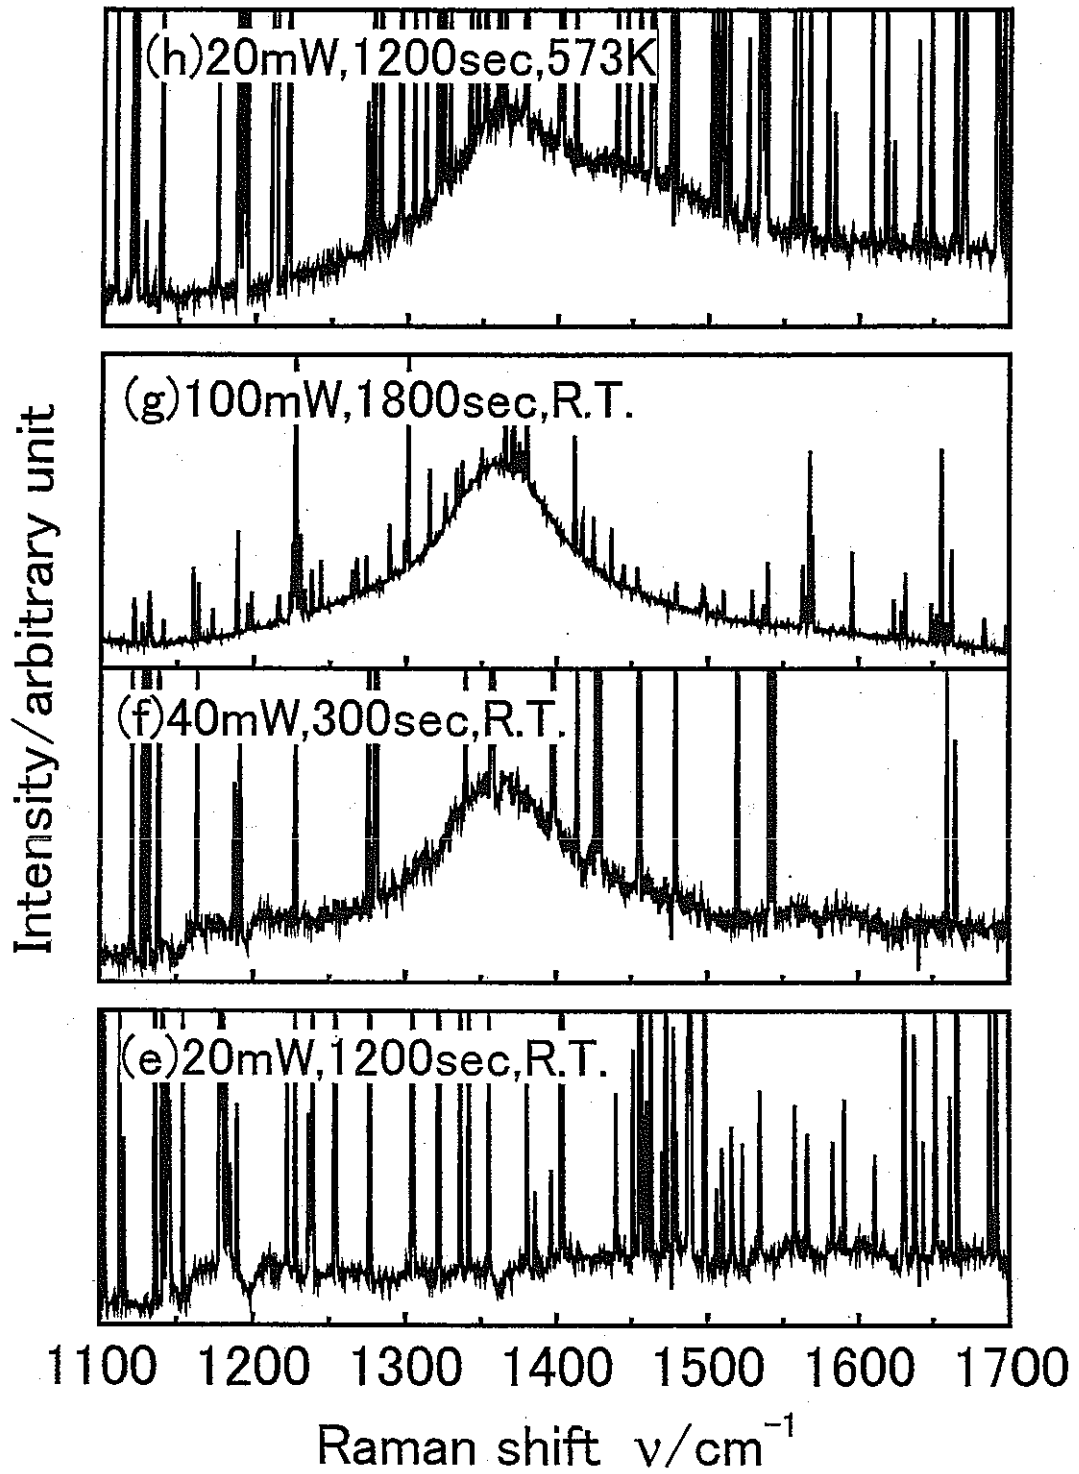 (h)20mW,1200sec,573K
(g)100mW,1800sec,R.T.
(f)40mW,300sec,R.T.
(e)20mW,1200sec,R.T.
Intensity/arbitrary unit
1100 1200 1300 1400 1500 1600 1700
Raman shift ν/cm⁻¹